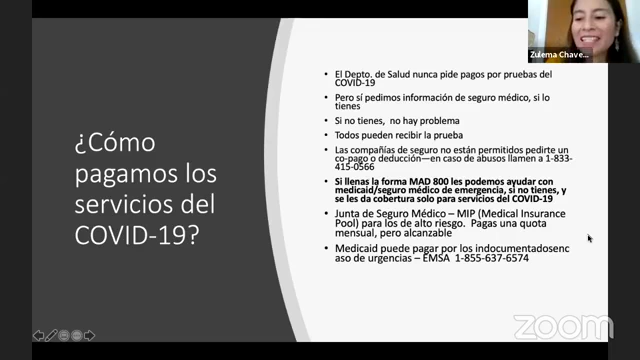 Zulema Chave...
¿Cómo
pagamos los
servicios del
COVID-19?
• El Depto. de Salud nunca pide pagos por pruebas del
COVID-19
• Pero sí pedimos información de seguro médico, si lo
tienes
• Si no tienes, no hay problema
• Todos pueden recibir la prueba
• Las compañías de seguro no están permitidos pedirte un
co-pago o deducción—en caso de abusos llamen a 1-833-
415-0566
• Si llenas la forma MAD 800 les podemos ayudar con
medicaid/seguro médico de emergencia, si no tienes, y
se les da cobertura solo para servicios del COVID-19
• Junta de Seguro Médico – MIP (Medical Insurance
Pool) para los de alto riesgo. Pagas una quota
mensual, pero alcanzable
• Medicaid puede pagar por los indocumentadosenc
aso de urgencias – EMSA 1-855-637-6574
zoom